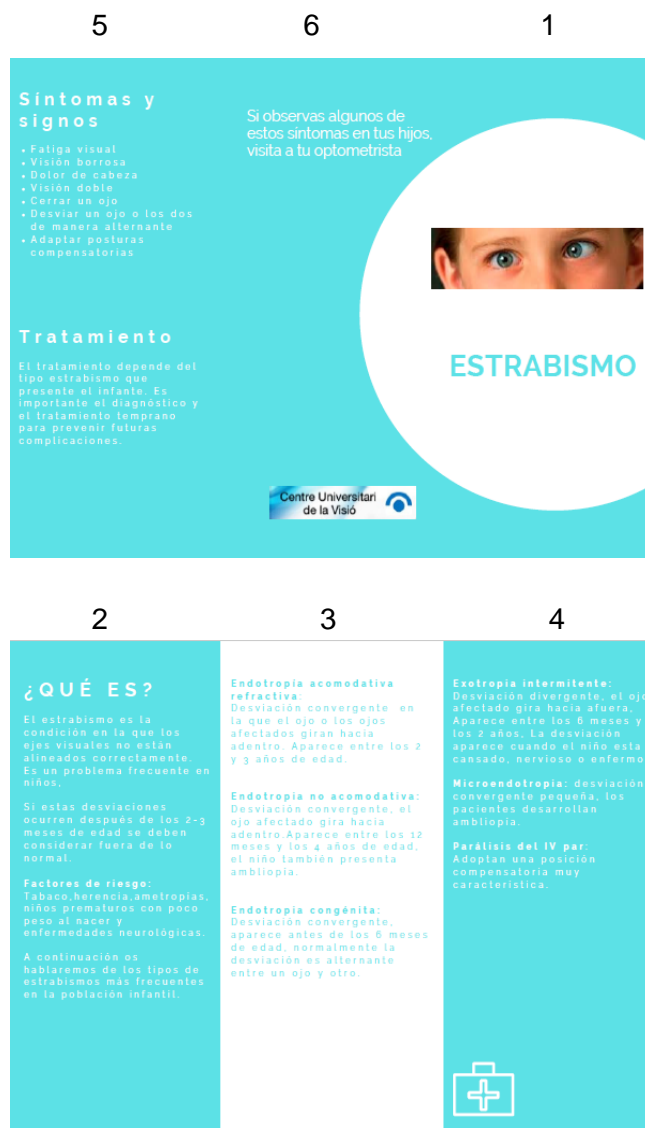 5
6
1
Síntomas y
signos
• Fatiga visual
• Visión borrosa
• Dolor de cabeza
• Visión doble
• Cerrar un ojo
• Desviar un ojo o los dos
de manera alternante
• Adaptar posturas
compensatorias
Tratamiento
El tratamiento depende del
tipo estrabismo que
presente el infante. Es
importante el diagnóstico y
el tratamiento temprano
para prevenir futuras
complicaciones.
Si observas algunos de
estos síntomas en tus hijos,
visita a tu optometrista
Centre Universitari
de la Visió
ESTRABISMO
2
3
4
¿QUÉ ES?
El estrabismo es la
condición en la que los
ejes visuales no están
alineados correctamente.
Es un problema frecuente en
niños,
Si estas desviaciones
ocurren después de los 2-3
meses de edad se deben
considerar fuera de lo
normal.
Factores de riesgo:
Tabaco,herencia,ametropias,
niños prematuros con poco
peso al nacer y
enfermedades neurológicas.
A continuación os
hablaremos de los tipos de
estrabismos más frecuentes
en la población infantil.
Endotropía acomodativa
refractiva:
Desviación convergente en
la que el ojo o los ojos
afectados giran hacia
adentro. Aparece entre los 2
y 3 años de edad.
Endotropia no acomodativa:
Desviación convergente, el
ojo afectado gira hacia
adentro.Aparece entre los 12
meses y los 4 años de edad,
el niño también presenta
ambliopia.
Endotropia congénita:
Desviación convergente,
aparece antes de los 6 meses
de edad, normalmente la
desviación es alternante
entre un ojo y otro.
Exotropia intermitente:
Desviación divergente, el ojo
afectado gira hacia afuera,
Aparece entre los 6 meses y
los 2 años, La desviación
aparece cuando el niño esta
cansado, nervioso o enfermo
Microendotropia: desviación
convergente pequeña, los
pacientes desarrollan
ambliopia.
Parálisis del IV par:
Adoptan una posición
compensatoria muy
característica.